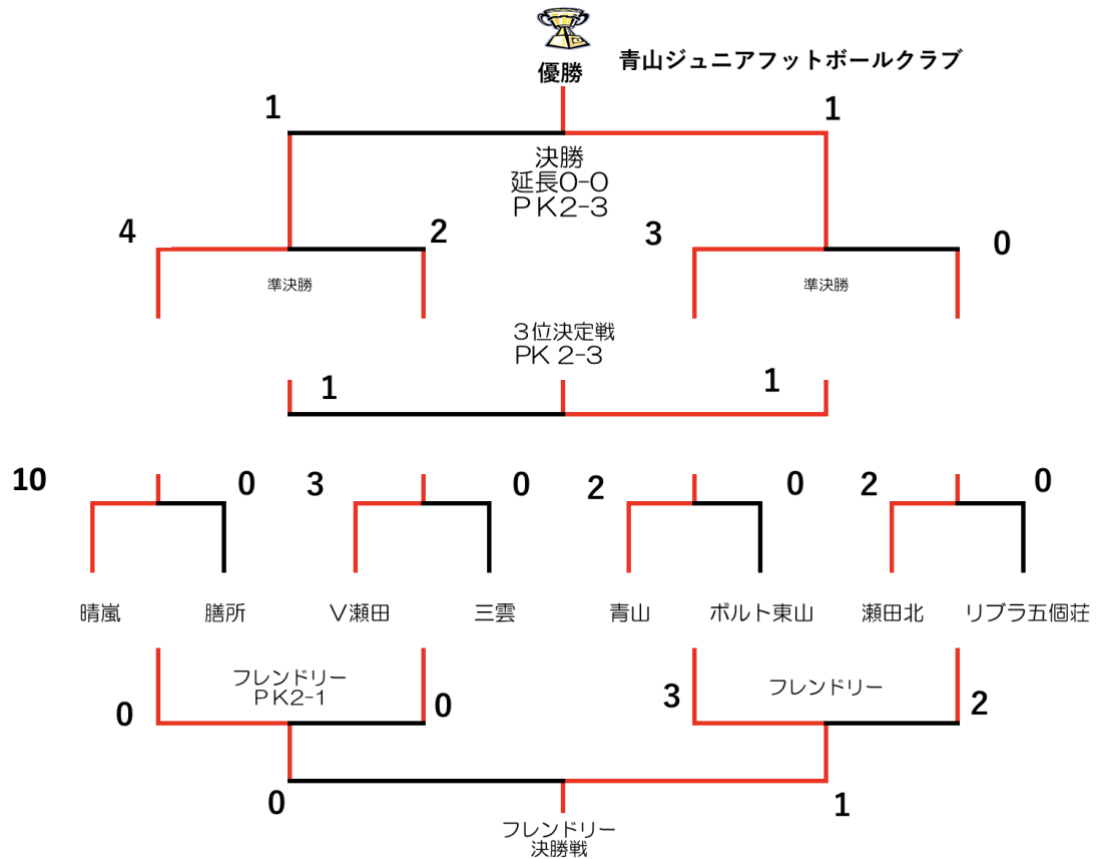 優勝
青山ジュニアフットボールクラブ
1
1
決勝
延長0-0
PK2-3
4
2
3
0
準決勝
準決勝
3位決定戦
PK 2-3
1
1
10
0
3
0
2
0
2
0
晴嵐
膳所
V瀬田
三雲
青山
ボルト東山
瀬田北
リブラ五個荘
フレンドリー
PK2-1
フレンドリー
0
0
3
2
0
1
フレンドリー
決勝戦